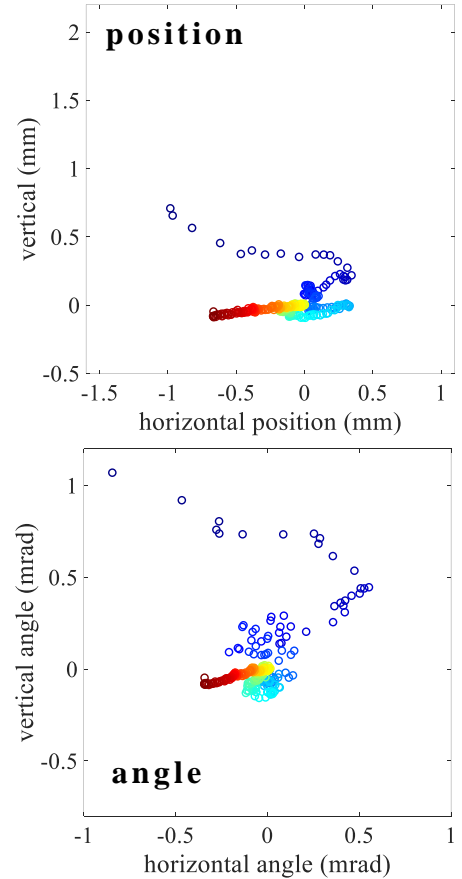 position
2
1.5
1
0.5
0
-0.5
vertical (mm)
-1.5 -1 -0.5 0 0.5 1
horizontal position (mm)
1
0.5
0
-0.5
vertical angle (mrad)
angle
-1 -0.5 0 0.5 1
horizontal angle (mrad)